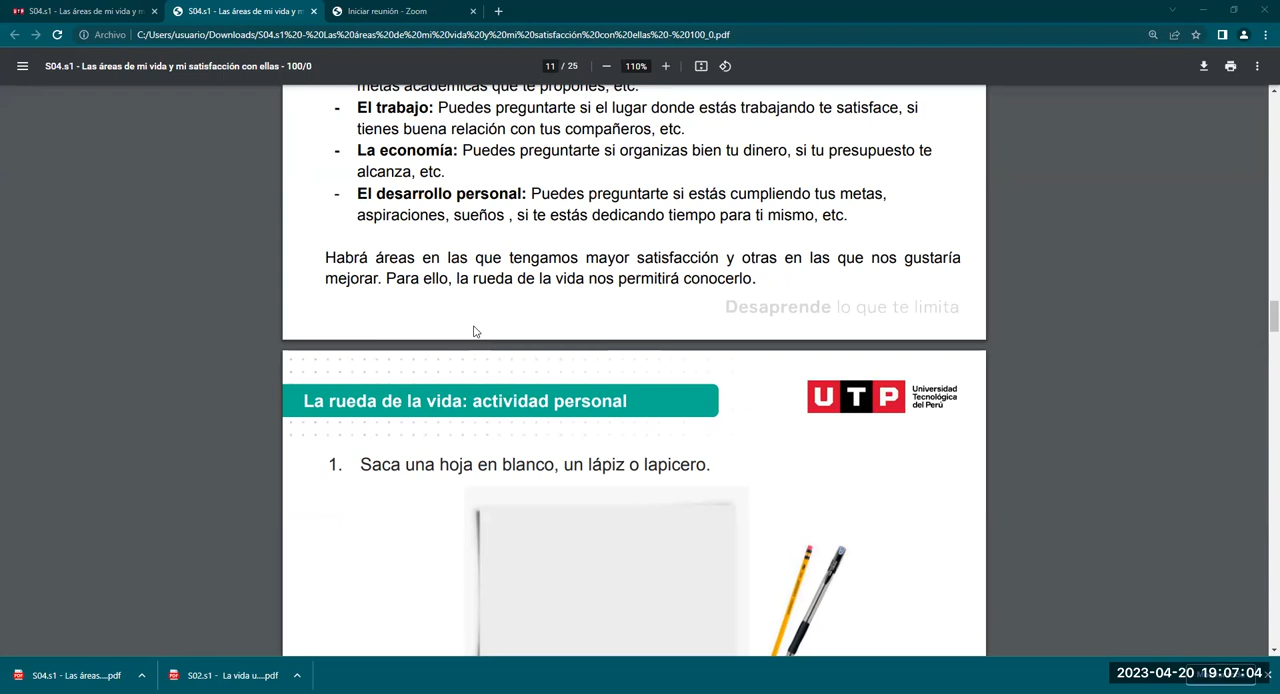 S04.s1 - Las áreas de mi vida y m
S04.s1 - Las áreas de mi vida y m
Iniciar reunión - Zoom
Archivo
C:/Users/usuario/Downloads/S04.s1%20-%20Las%20áreas%20de%20mi%20vida%20y%20mi%20satisfacción%20con%20ellas%20-%20100_0.pdf
S04.s1 - Las áreas de mi vida y mi satisfacción con ellas - 100/0
11 / 25
110%
metas académicas que te propones, etc.
- El trabajo: Puedes preguntarte si el lugar donde estás trabajando te satisface, si
tienes buena relación con tus compañeros, etc.
- La economía: Puedes preguntarte si organizas bien tu dinero, si tu presupuesto te
alcanza, etc.
- El desarrollo personal: Puedes preguntarte si estás cumpliendo tus metas,
aspiraciones, sueños , si te estás dedicando tiempo para ti mismo, etc.
Habrá áreas en las que tengamos mayor satisfacción y otras en las que nos gustaría
mejorar. Para ello, la rueda de la vida nos permitirá conocerlo.
Desaprende lo que te limita
La rueda de la vida: actividad personal
UTP
Universidad
Tecnológica
del Perú
1. Saca una hoja en blanco, un lápiz o lapicero.
S04.s1 - Las áreas....pdf
S02.s1 - La vida u....pdf
2023-04-20 19:07:04